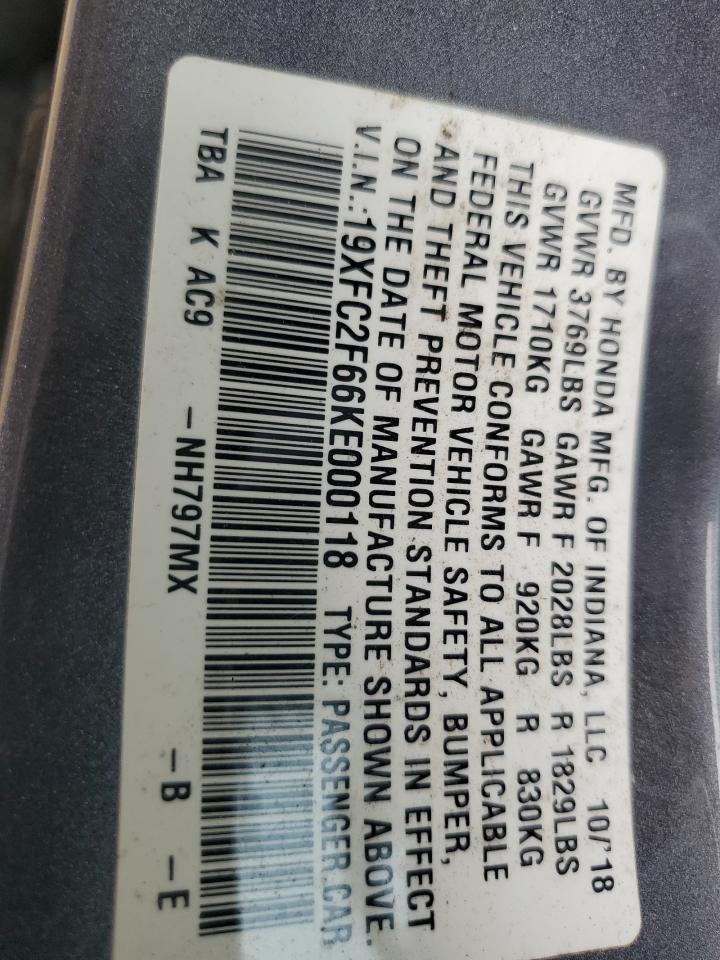 MFD. BY HONDA MFG. OF INDIANA, LLC 10/'18
GVWR 3769LBS GAWR F 2028LBS R 1829LBS
GVWR 1710KG GAWR F 920KG R 830KG
THIS VEHICLE CONFORMS TO ALL APPLICABLE
FEDERAL MOTOR VEHICLE SAFETY, BUMPER,
AND THEFT PREVENTION STANDARDS IN EFFECT
ON THE DATE OF MANUFACTURE SHOWN ABOVE.
V.I.N.: 19XFC2F66KE000118 TYPE: PASSENGER CAR
TBA K AC9 -NH797MX -B -E